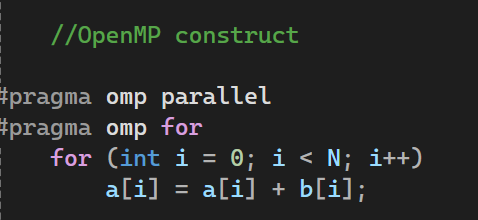 //OpenMP construct
#pragma omp parallel
#pragma omp for
for (int i = 0; i < N; i++)
a[i] = a[i] + b[i];